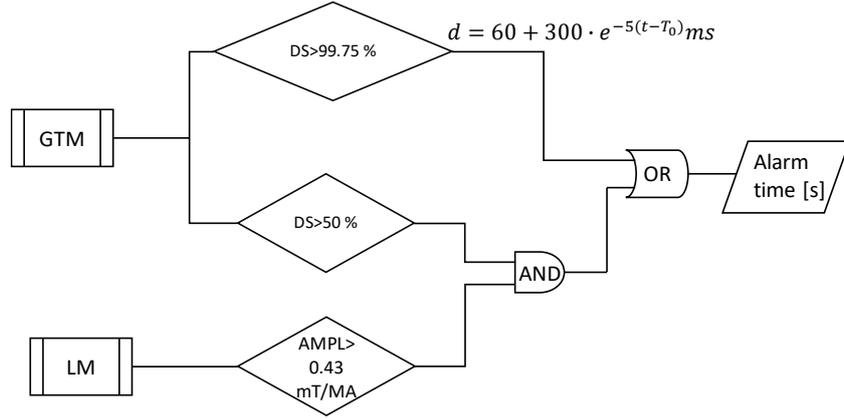 DS>99.75 %
d = 60 + 300 · e^{-5(t-T_0)} ms
GTM
OR
Alarm
time [s]
DS>50 %
AND
LM
AMPL>
0.43
mT/MA